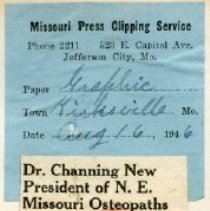 Missouri Press Clipping Service
Phone 2211 528 E. Capitol Ave.
Jefferson City, Mo.
Paper Graphic
Town Kirksville Mo.
Date Aug 16, 1946
Dr. Channing New
President of N. E.
Missouri Osteopaths